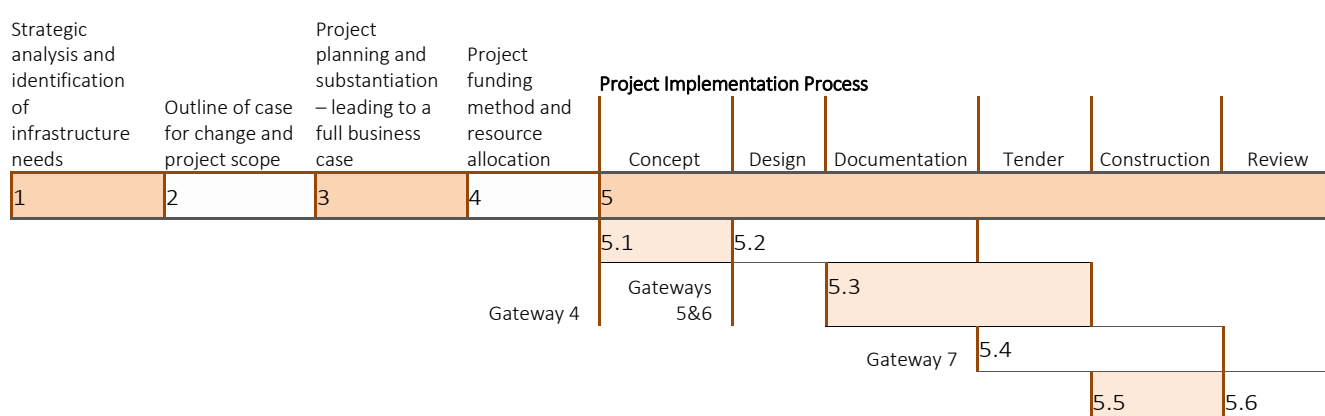 Strategic
analysis and
identification
of
infrastructure
needs
Outline of case
for change and
project scope
Project
planning and
substantiation
– leading to a
full business
case
Project
funding
method and
resource
allocation
Project Implementation Process
Concept
Design
Documentation
Tender
Construction
Review
1
2
3
4
5
5.1
5.2
Gateway 4
Gateways
5&6
5.3
Gateway 7
5.4
5.5
5.6